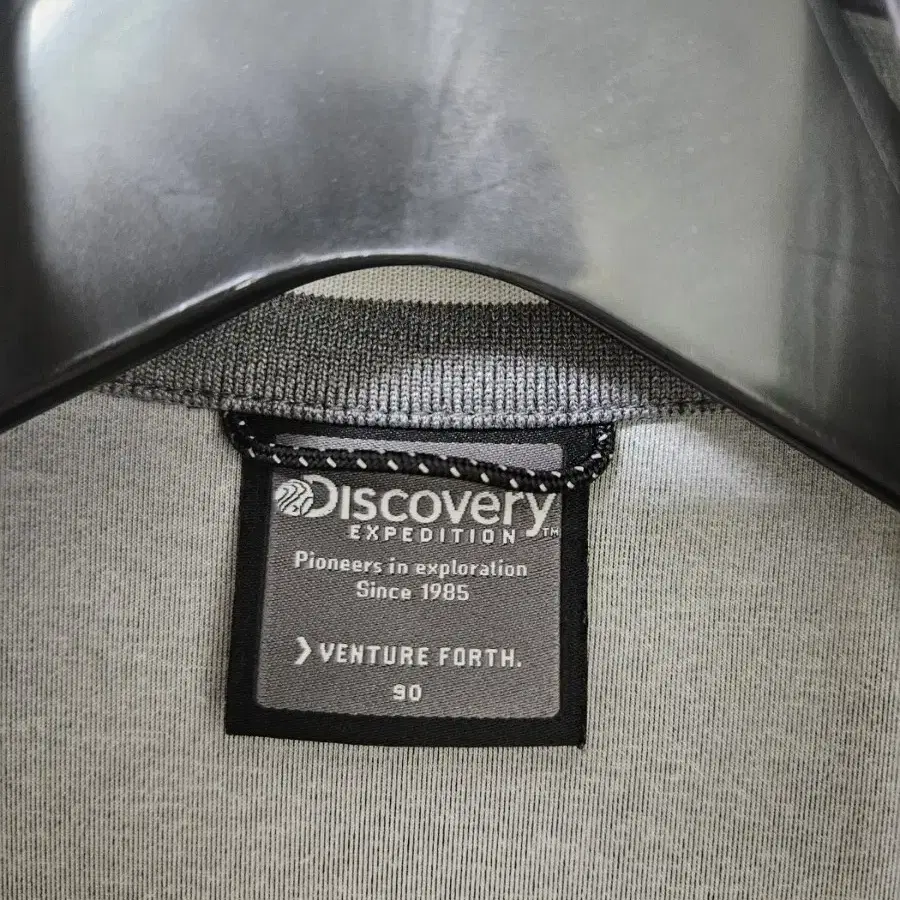 Discovery
EXPEDITION™
Pioneers in exploration
Since 1985
❯ VENTURE FORTH.
90